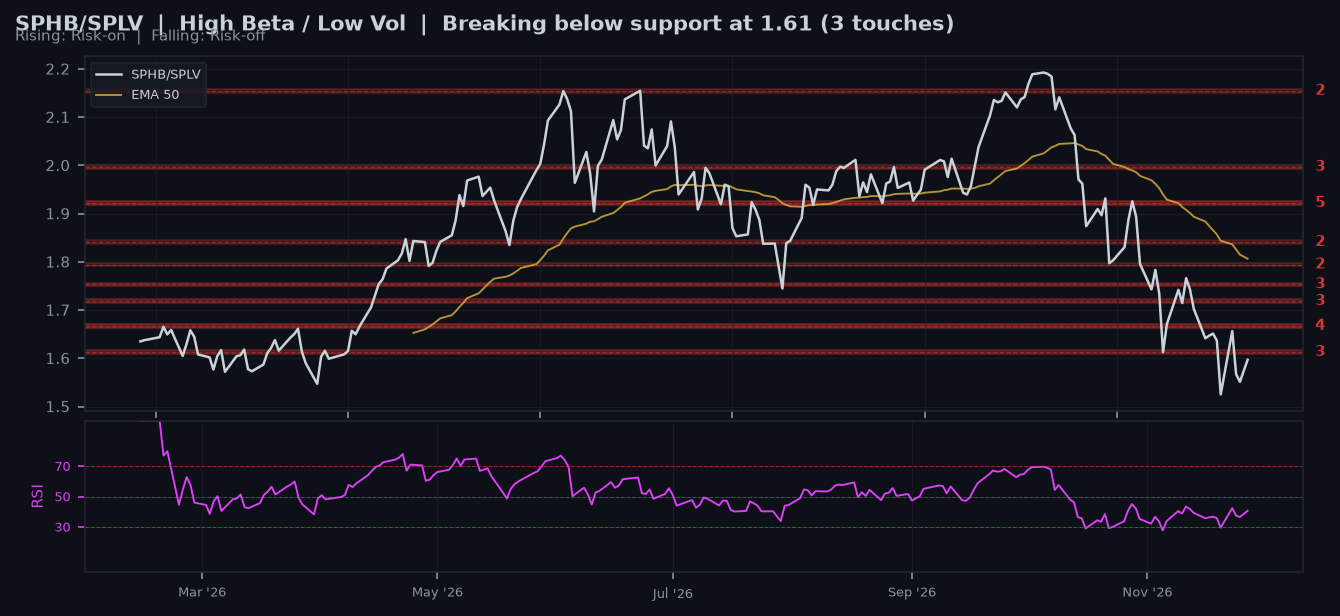 SPHB/SPLV | High Beta / Low Vol | Breaking below support at 1.61 (3 touches)
Rising: Risk-on | Falling: Risk-off
SPHB/SPLV
EMA 50
2.2
2.1
2.0
1.9
1.8
1.7
1.6
1.5
2
3
5
2
2
3
3
4
3
RSI
70
50
30
Mar '26
May '26
Jul '26
Sep '26
Nov '26